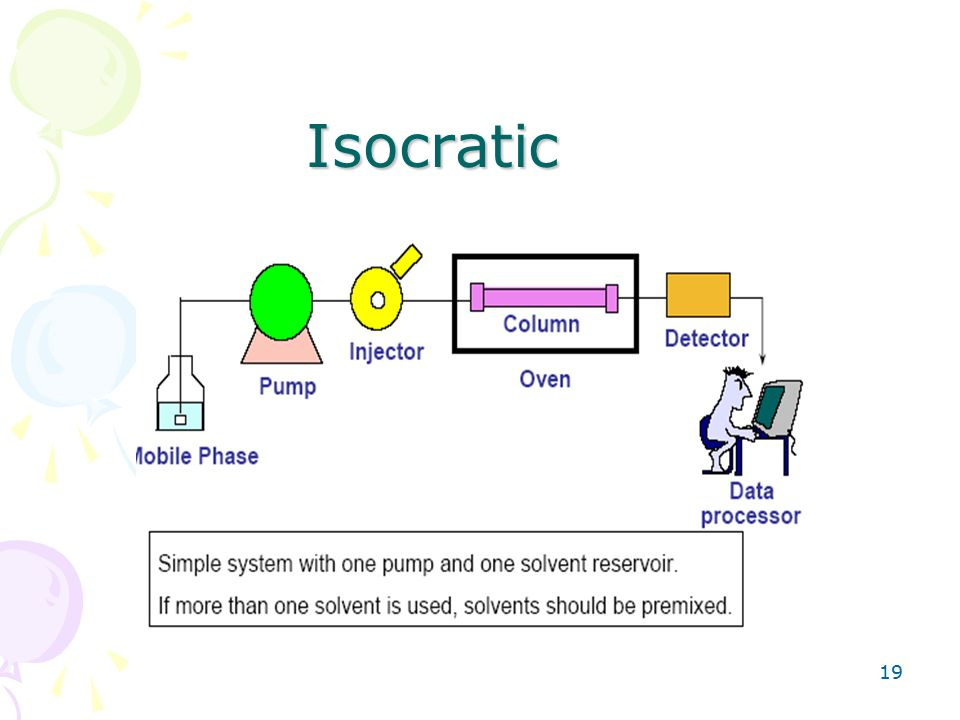 Isocratic
Column
Detector
Injector
Oven
Pump
Mobile Phase
Data
processor
Simple system with one pump and one solvent reservoir.
If more than one solvent is used, solvents should be premixed.
19